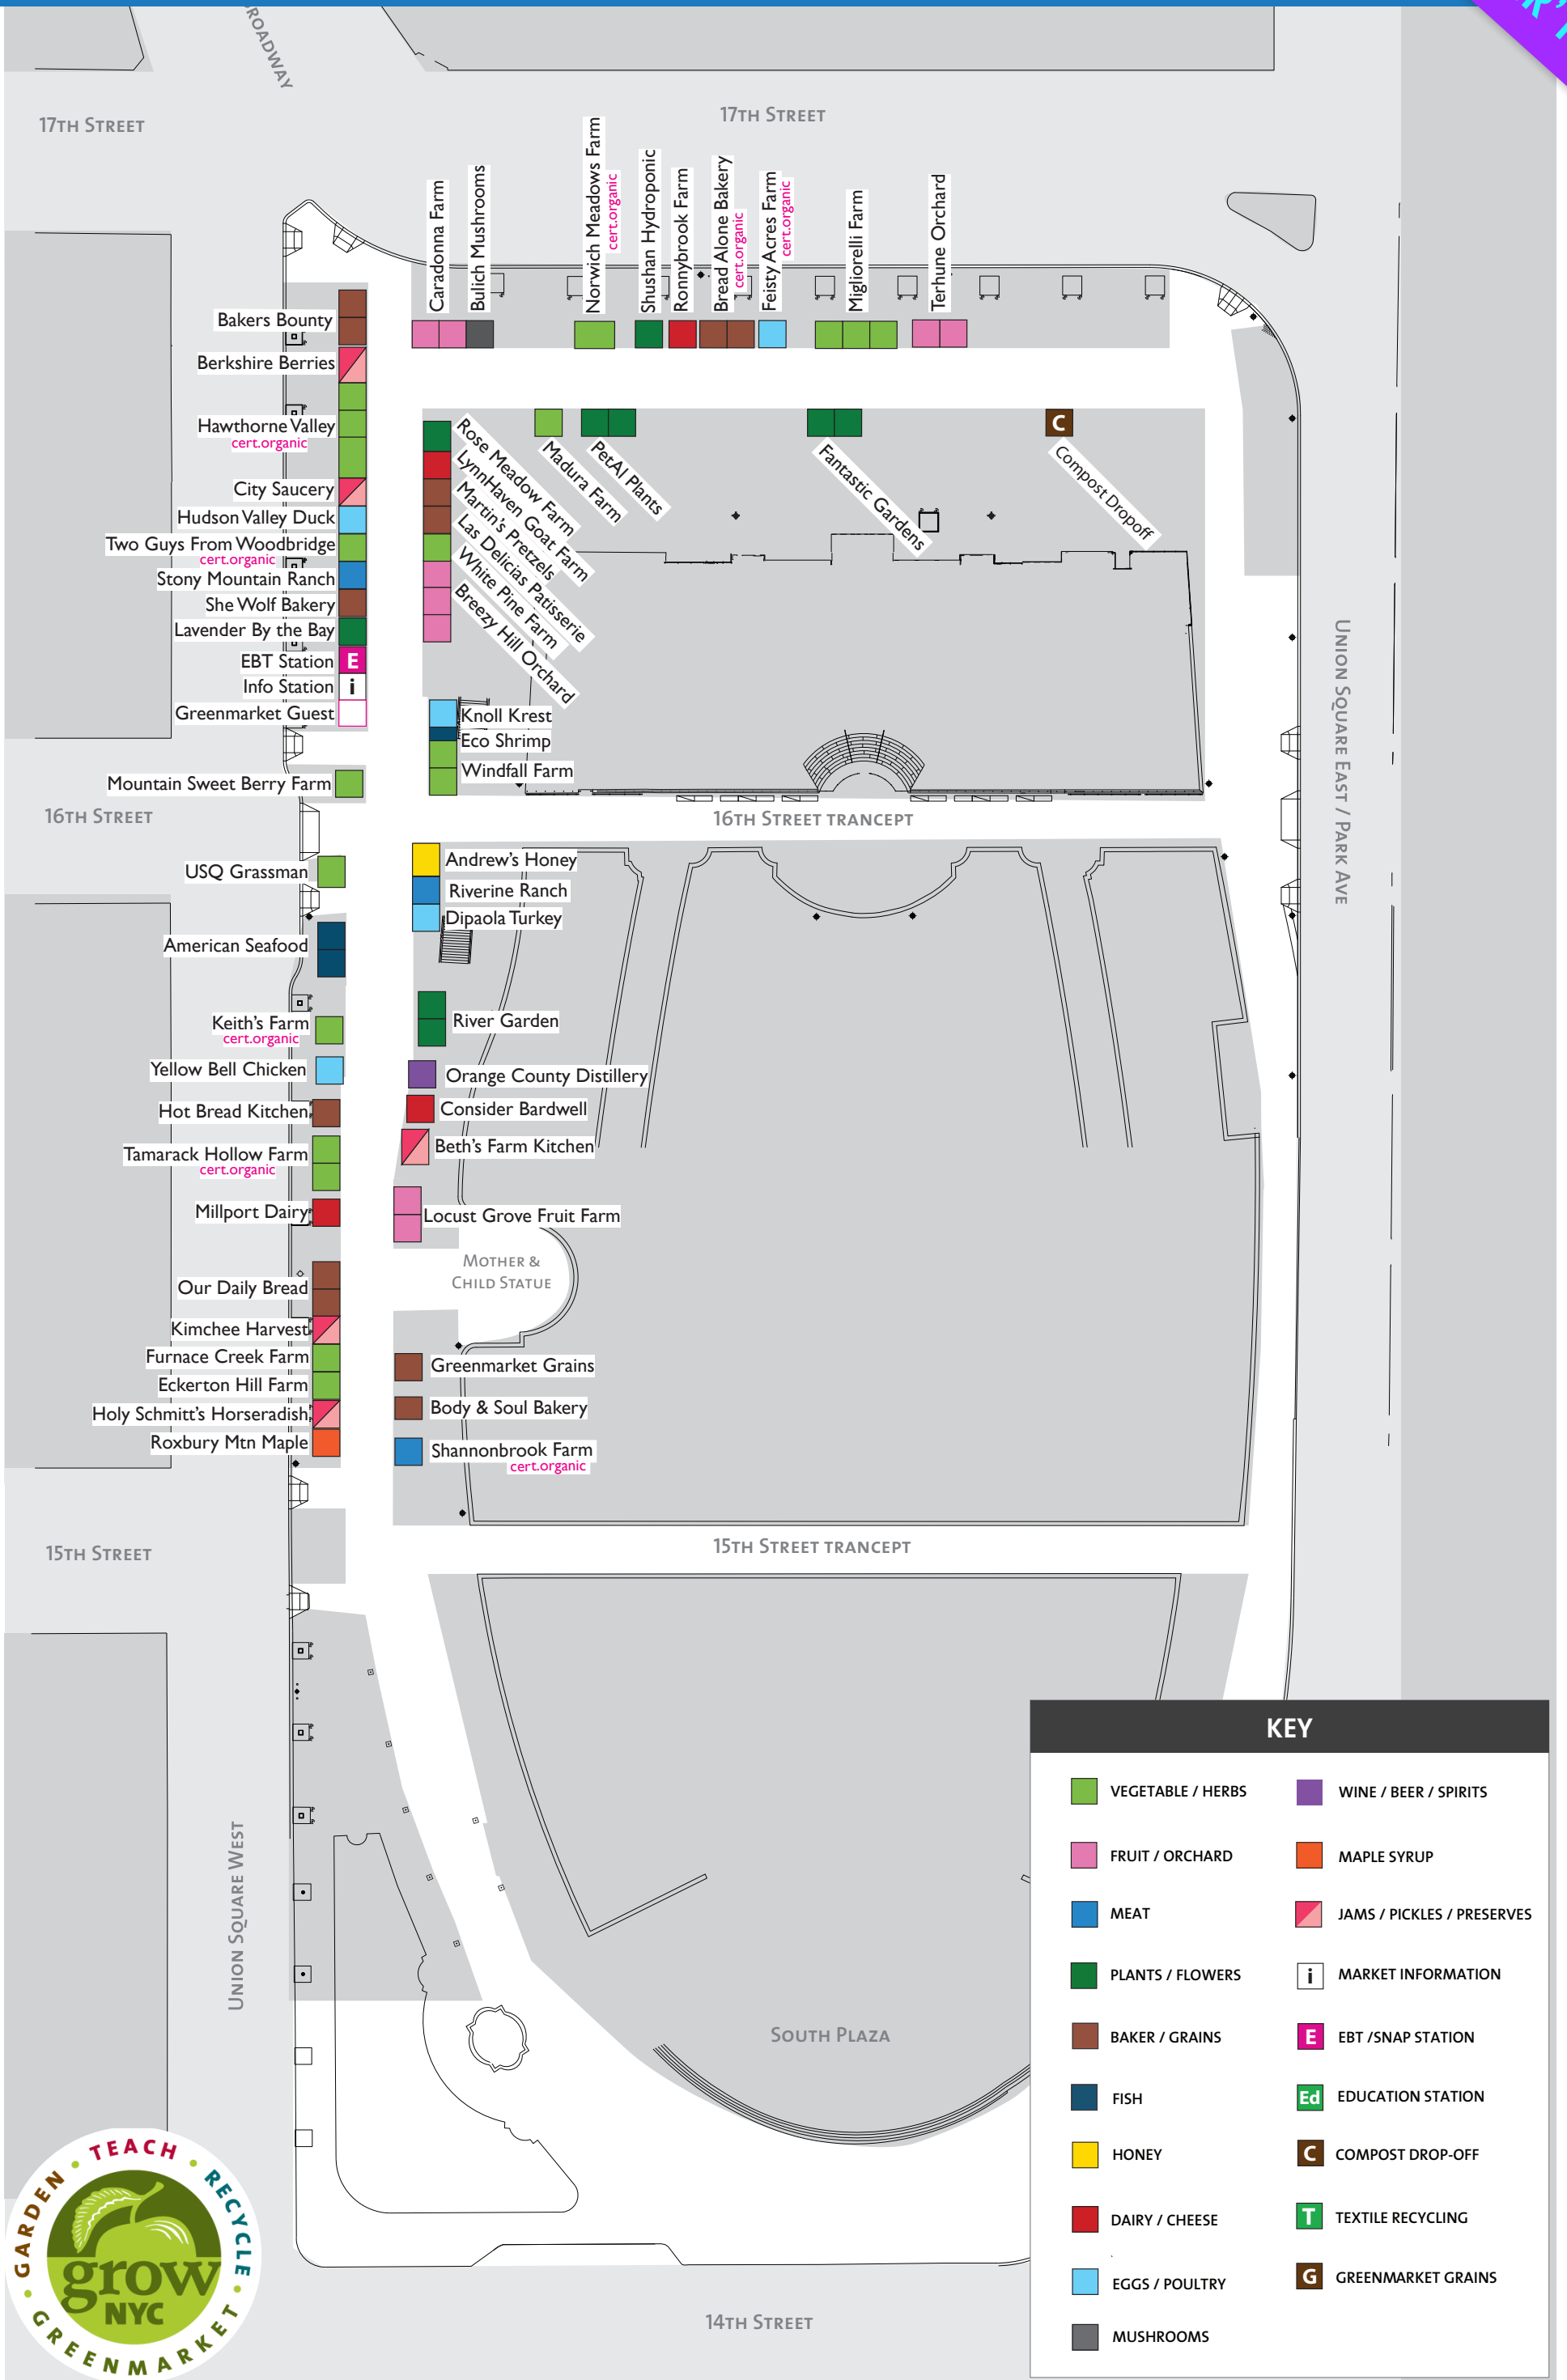 BROADWAY
17TH STREET
17TH STREET
Caradonna Farm
Bulich Mushrooms
Norwich Meadows Farm
cert.organic
Shushan Hydroponic
Ronnybrook Farm
Bread Alone Bakery
cert.organic
Feisty Acres Farm
cert.organic
Migliorelli Farm
Terhune Orchard
Bakers Bounty
Berkshire Berries
Hawthorne Valley
cert.organic
City Saucery
Hudson Valley Duck
Two Guys From Woodbridge
cert.organic
Stony Mountain Ranch
She Wolf Bakery
Lavender By the Bay
EBT Station E
Info Station i
Greenmarket Guest
Mountain Sweet Berry Farm
Rose Meadow Farm
LynnHaven Goat Farm
Martin's Pretzels
Las Delicias Patisserie
White Pine Farm
Breezy Hill Orchard
Madura Farm
PetAl Plants
Fantastic Gardens
C
Compost Dropoff
Knoll Krest
Eco Shrimp
Windfall Farm
16TH STREET
16TH STREET TRANCEPT
UNION SQUARE EAST / PARK AVE
USQ Grassman
American Seafood
Keith's Farm
cert.organic
Yellow Bell Chicken
Hot Bread Kitchen
Tamarack Hollow Farm
cert.organic
Millport Dairy
Our Daily Bread
Kimchee Harvest
Furnace Creek Farm
Eckerton Hill Farm
Holy Schmitt's Horseradish
Roxbury Mtn Maple
Andrew's Honey
Riverine Ranch
Dipaola Turkey
River Garden
Orange County Distillery
Consider Bardwell
Beth's Farm Kitchen
Locust Grove Fruit Farm
MOTHER &
CHILD STATUE
Greenmarket Grains
Body & Soul Bakery
Shannonbrook Farm
cert.organic
15TH STREET
15TH STREET TRANCEPT
UNION SQUARE WEST
SOUTH PLAZA
14TH STREET
KEY
VEGETABLE / HERBS
FRUIT / ORCHARD
MEAT
PLANTS / FLOWERS
BAKER / GRAINS
FISH
HONEY
DAIRY / CHEESE
EGGS / POULTRY
MUSHROOMS
WINE / BEER / SPIRITS
MAPLE SYRUP
JAMS / PICKLES / PRESERVES
i MARKET INFORMATION
E EBT /SNAP STATION
Ed EDUCATION STATION
C COMPOST DROP-OFF
T TEXTILE RECYCLING
G GREENMARKET GRAINS
GARDEN • TEACH • RECYCLE • GREENMARKET •
grow
NYC